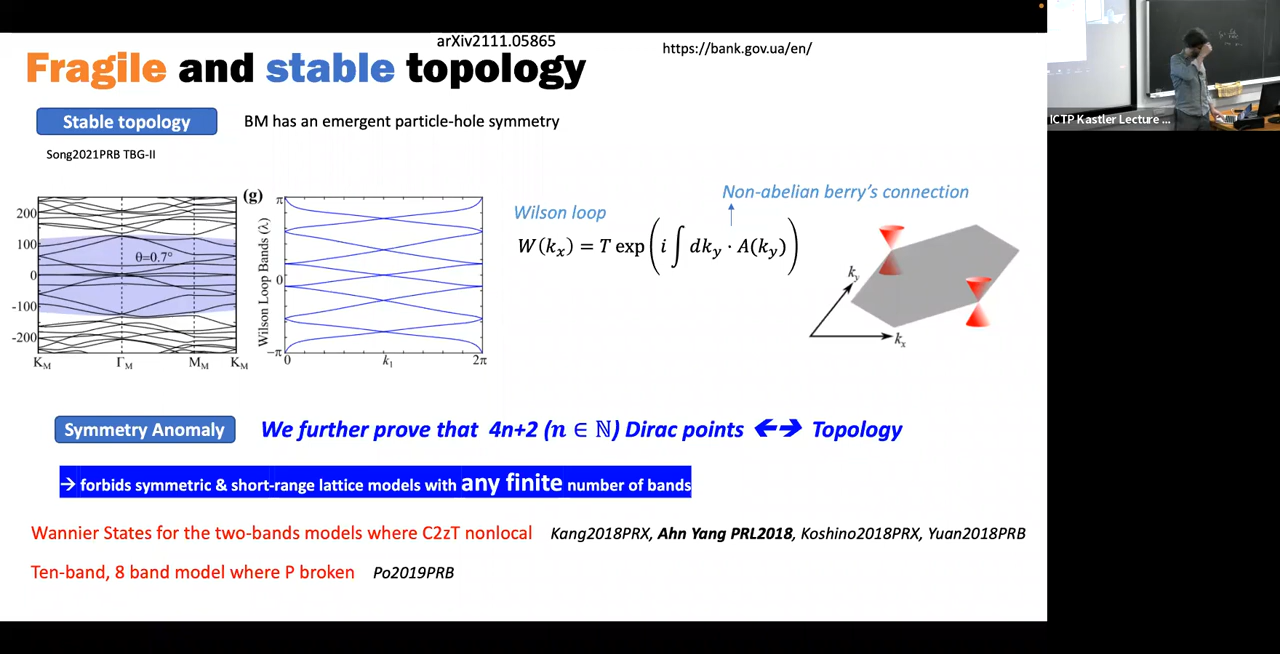 arXiv2111.05865
https://bank.gov.ua/en/
Fragile and stable topology
Stable topology
BM has an emergent particle-hole symmetry
Song2021PRB TBG-II
200
100
0
-100
-200
θ=0.7°
K_M Γ_M M_M K_M
(g)
Wilson Loop Bands (λ)
π
0
-π
0 k₁ 2π
Non-abelian berry's connection
Wilson loop
W(kₓ) = T exp(i ∫ dk_y · A(k_y))
k_y
kₓ
Symmetry Anomaly
We further prove that 4n+2 (n ∈ ℕ) Dirac points ←→ Topology
→ forbids symmetric & short-range lattice models with any finite number of bands
Wannier States for the two-bands models where C2zT nonlocal Kang2018PRX, Ahn Yang PRL2018, Koshino2018PRX, Yuan2018PRB
Ten-band, 8 band model where P broken Po2019PRB
ICTP Kastler Lecture ...